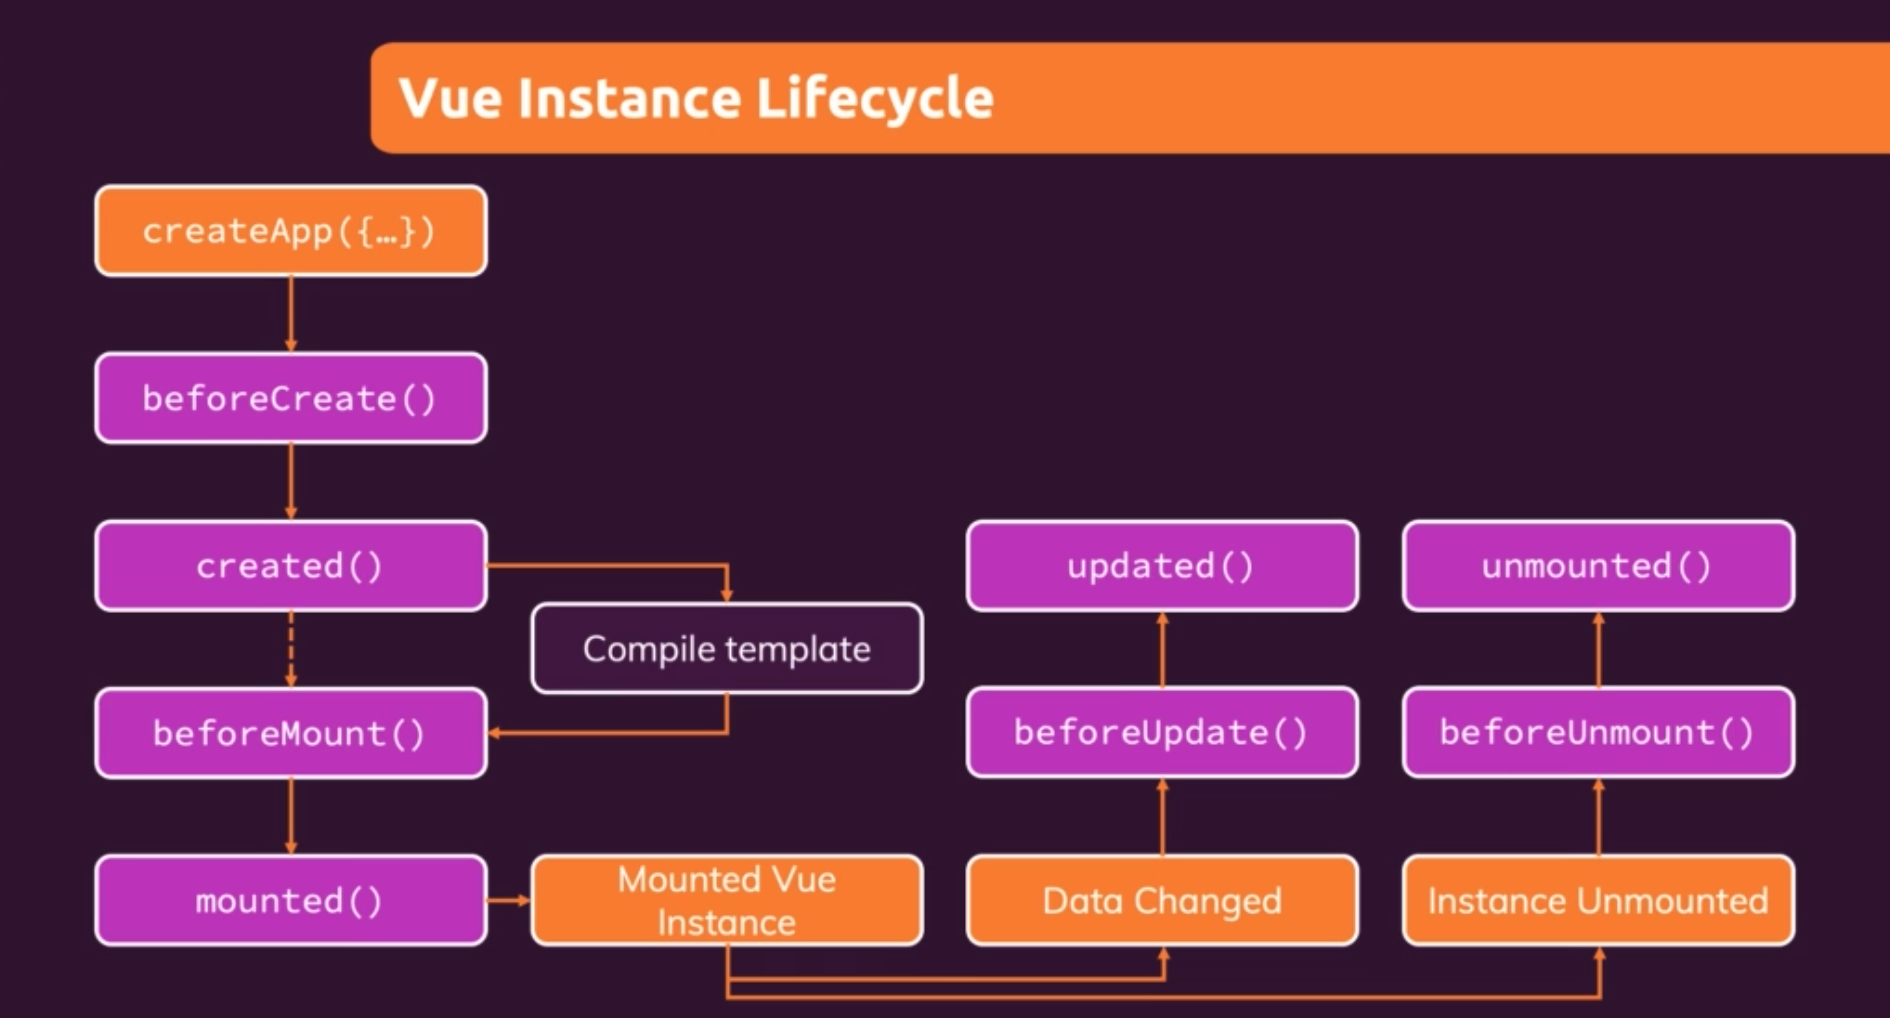 Vue Instance Lifecycle
createApp({…})
beforeCreate()
created()
Compile template
beforeMount()
mounted()
Mounted Vue
Instance
updated()
beforeUpdate()
Data Changed
unmounted()
beforeUnmount()
Instance Unmounted